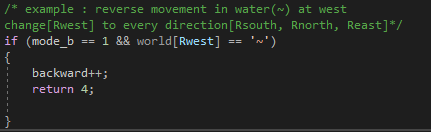 /* example : reverse movement in water(~) at west
change[Rwest] to every direction[Rsouth, Rnorth, Reast]*/
if (mode_b == 1 && world[Rwest] == '~')
{
    backward++;
    return 4;
}